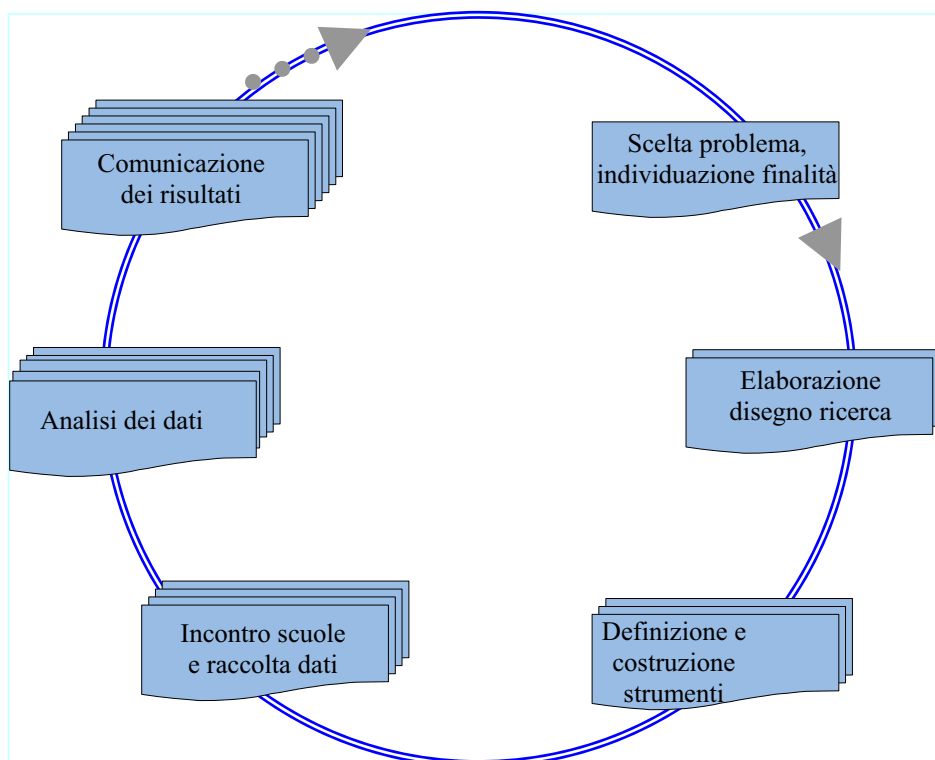 Scelta problema,
individuazione finalità
Elaborazione
disegno ricerca
Definizione e
costruzione
strumenti
Incontro scuole
e raccolta dati
Analisi dei dati
Comunicazione
dei risultati